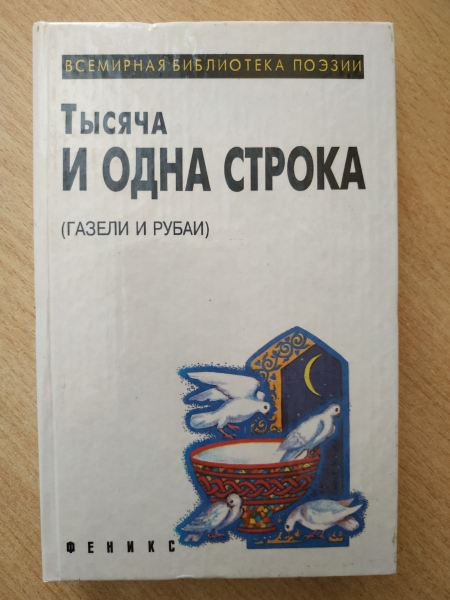 ВСЕМИРНАЯ БИБЛИОТЕКА ПОЭЗИИ
Тысяча
И ОДНА СТРОКА
(ГАЗЕЛИ И РУБАИ)
ФЕНИКС